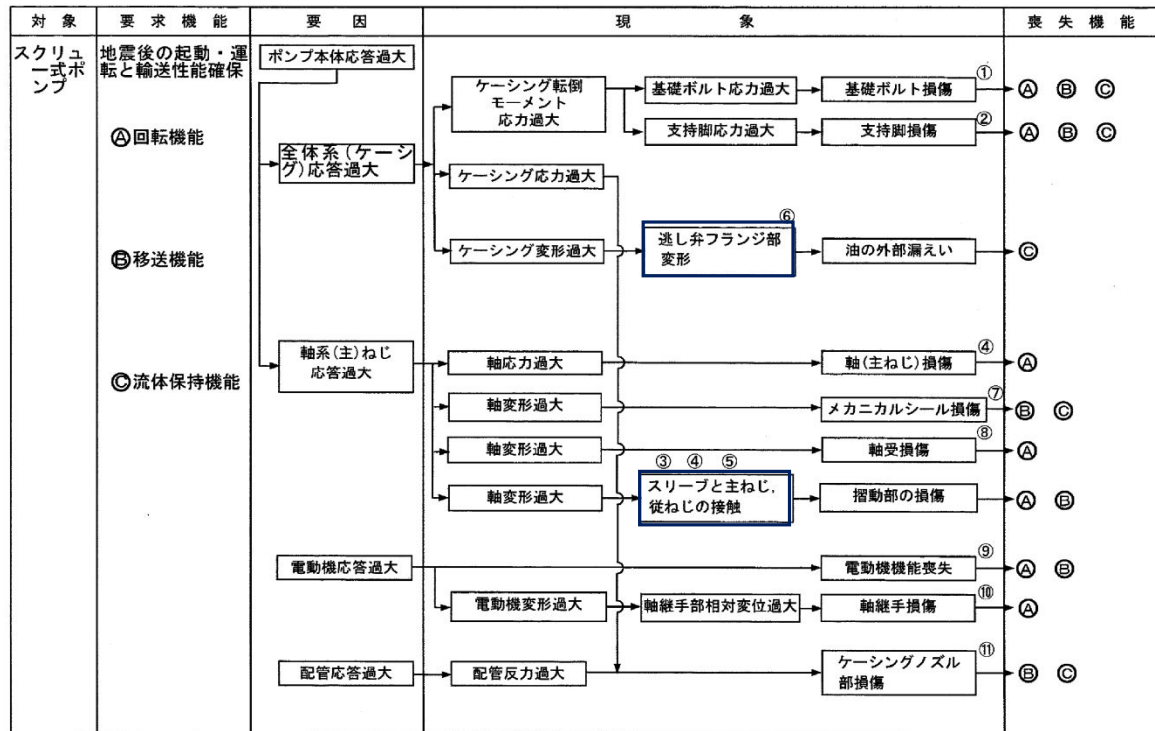 対象 要求機能 要因 現象 喪失機能
スクリュ
ー式ポ
ンプ
地震後の起動・運
転と輸送性能確保
Ⓐ回転機能
Ⓑ移送機能
Ⓒ流体保持機能
ポンプ本体応答過大
全体系(ケーシ
ング)応答過大
ケーシング転倒
モーメント
応力過大
基礎ボルト応力過大
①
基礎ボルト損傷
Ⓐ Ⓑ Ⓒ
支持脚応力過大
②
支持脚損傷
Ⓐ Ⓑ Ⓒ
ケーシング応力過大
ケーシング変形過大
⑥
逃し弁フランジ部
変形
油の外部漏えい
Ⓒ
軸系(主)ねじ
応答過大
軸応力過大
④
軸(主ねじ)損傷
Ⓐ
軸変形過大
⑦
メカニカルシール損傷
Ⓑ Ⓒ
軸変形過大
⑧
軸受損傷
Ⓐ
軸変形過大
③ ④ ⑤
スリーブと主ねじ,
従ねじの接触
摺動部の損傷
Ⓐ Ⓑ
電動機応答過大
⑨
電動機機能喪失
Ⓐ Ⓑ
電動機変形過大
軸継手部相対変位過大
⑩
軸継手損傷
Ⓐ
配管応答過大
配管反力過大
⑪
ケーシングノズル
部損傷
Ⓑ Ⓒ